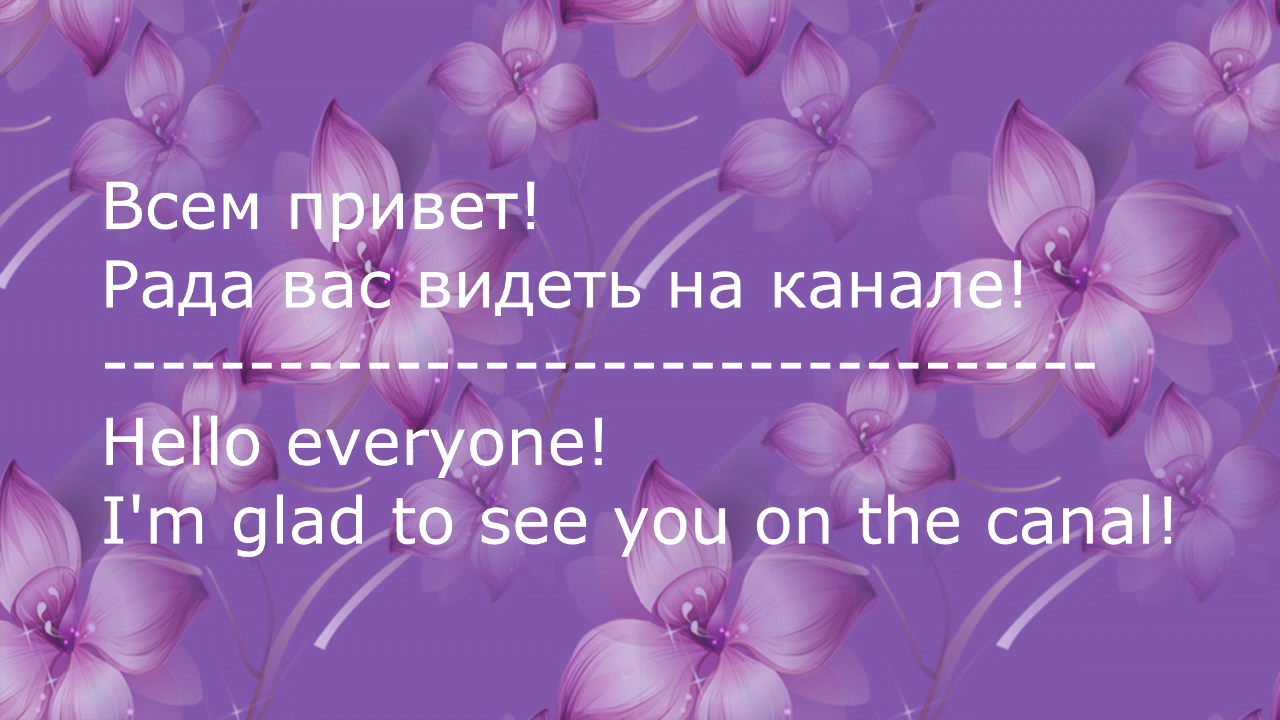 Всем привет!
Рада вас видеть на канале!
----------------------------------
Hello everyone!
I'm glad to see you on the canal!